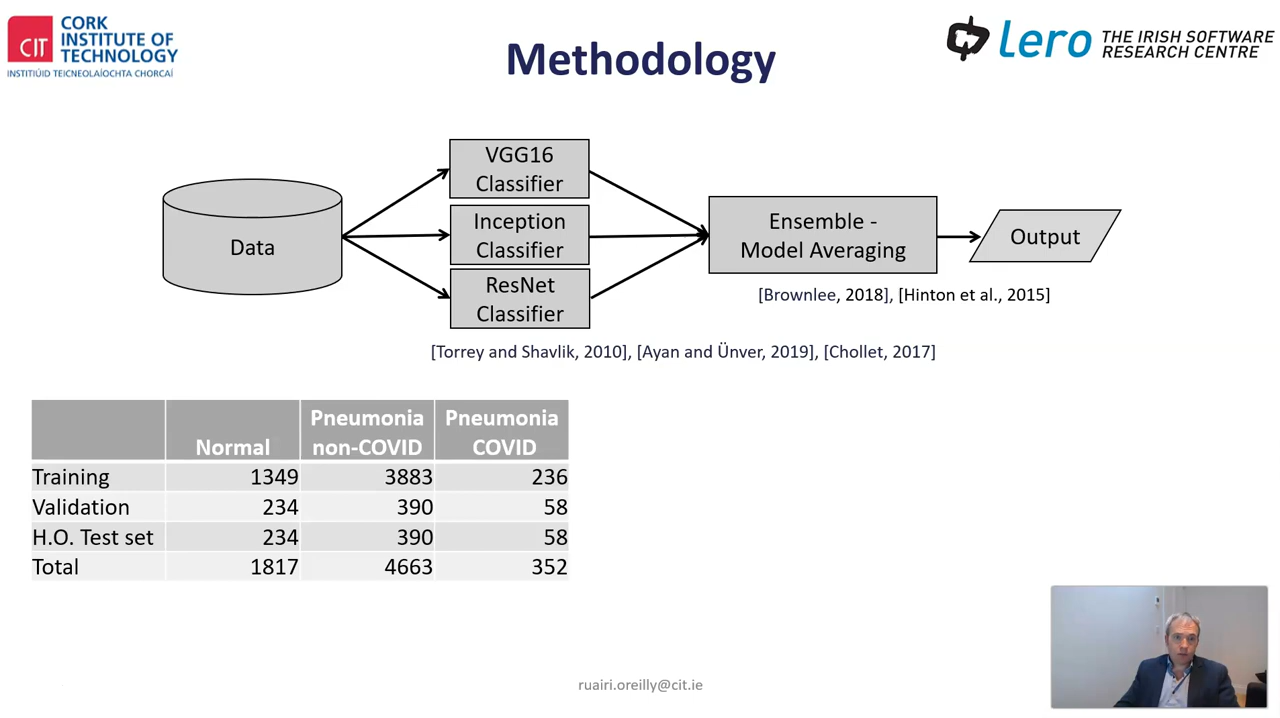 CIT
CORK
INSTITUTE OF
TECHNOLOGY
INSTITIÚID TEICNEOLAÍOCHTA CHORCAÍ
Methodology
Lero
THE IRISH SOFTWARE
RESEARCH CENTRE
Data
VGG16
Classifier
Inception
Classifier
ResNet
Classifier
Ensemble -
Model Averaging
Output
[Brownlee, 2018], [Hinton et al., 2015]
[Torrey and Shavlik, 2010], [Ayan and Ünver, 2019], [Chollet, 2017]
Normal Pneumonia non-COVID Pneumonia COVID
Training 1349 3883 236
Validation 234 390 58
H.O. Test set 234 390 58
Total 1817 4663 352
ruairi.oreilly@cit.ie